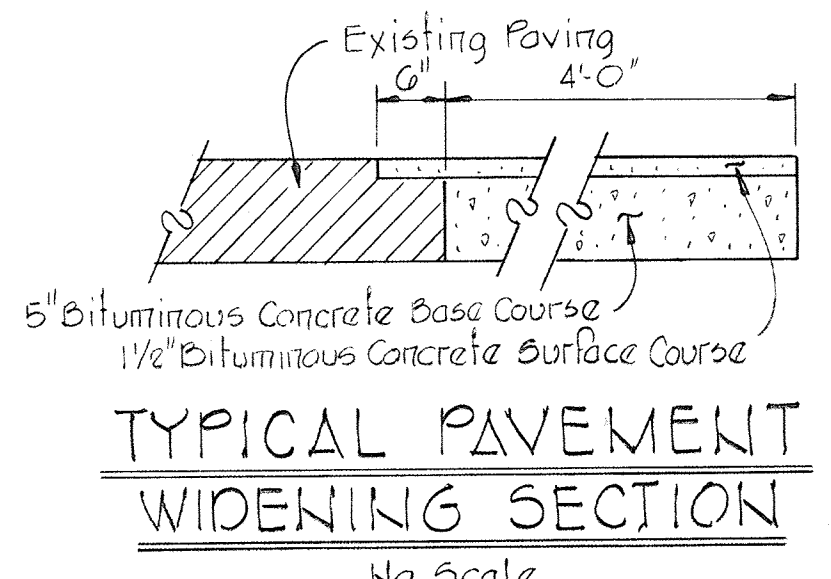 Existing Paving
6" 4'-0"
5" Bituminous Concrete Base Course
1 1/2" Bituminous Concrete Surface Course
TYPICAL PAVEMENT
WIDENING SECTION
No Scale